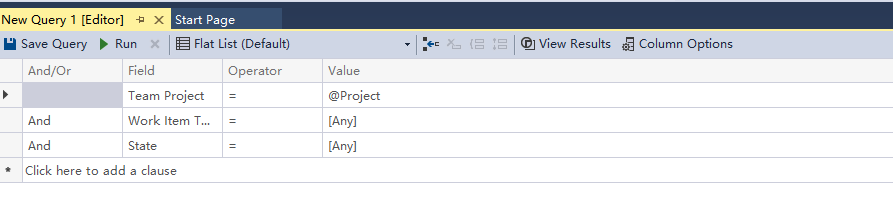 New Query 1 [Editor] Start Page
Save Query Run Flat List (Default) View Results Column Options
And/Or Field Operator Value
Team Project = @Project
And Work Item T... = [Any]
And State = [Any]
* Click here to add a clause